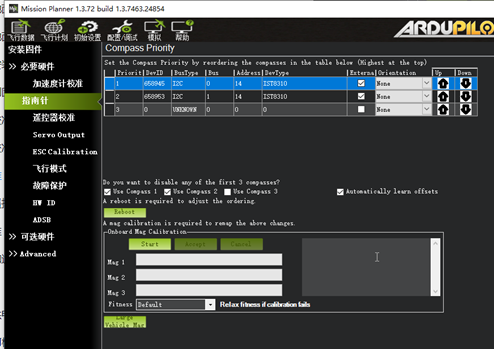 Mission Planner 1.3.72 build 1.3.7463.24854
飞行数据 飞行计划 初始设置 配置/调试 模拟 帮助
ARDUPILO
安装固件
Compass Priority
>> 必要硬件
Set the Compass Priority by reordering the compasses in the table below (Highest at the top)
Priorit DevID BusType Bus Address DevType Externa Orientation Up Down
加速度计校准
1 658945 I2C 0 14 IST8310 None
指南针
2 658953 I2C 1 14 IST8310 None
遥控器校准
3 0 UNKNOWN 0 0 None
Servo Output
ESC Calibration
飞行模式
Do you want to disable any of the first 3 compasses?
故障保护
Use Compass 1 Use Compass 2 Use Compass 3 Automatically learn offsets
A reboot is required to adjust the ordering.
HW ID
Reboot
ADSB
A mag calibration is required to remap the above changes.
>> 可选硬件
Onboard Mag Calibration
Start Accept Cancel
>> Advanced
Mag 1
Mag 2
Mag 3
Fitness Default Relax fitness if calibration fails
Large
Vehicle Mag